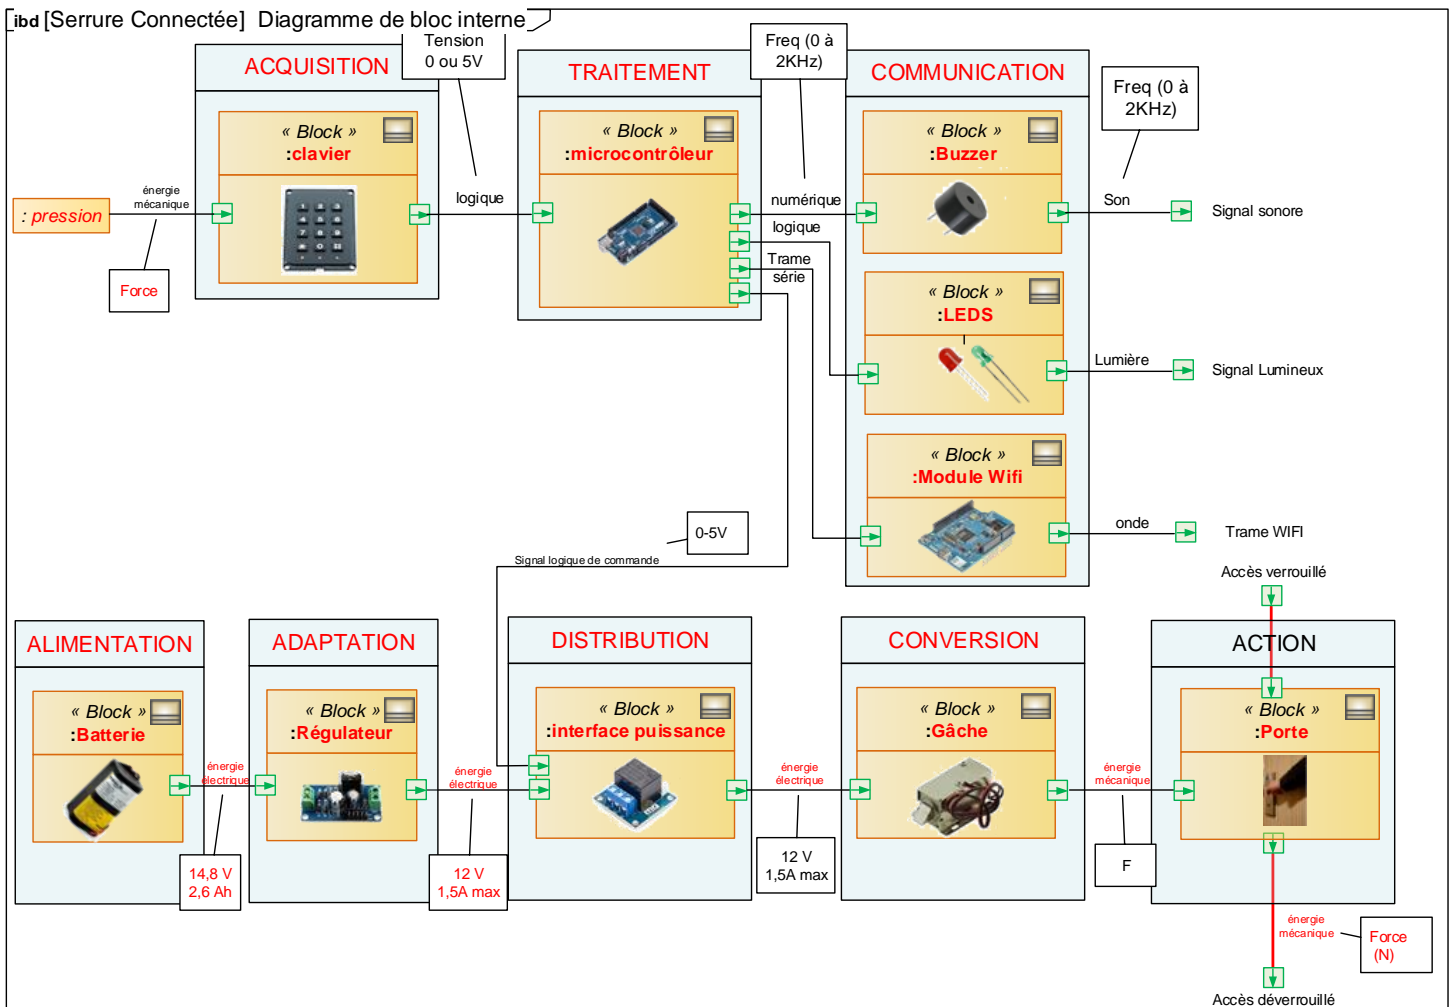 ibd [Serrure Connectée] Diagramme de bloc interne
Tension
0 ou 5V
Freq (0 à
2KHz)
ACQUISITION
TRAITEMENT
COMMUNICATION
Freq (0 à
2KHz)
« Block »
:clavier
« Block »
:microcontrôleur
« Block »
:Buzzer
: pression
énergie
mécanique
logique
numérique
Son
Signal sonore
logique
Trame
série
Force
« Block »
:LEDS
Lumière
Signal Lumineux
« Block »
:Module Wifi
onde
Trame WIFI
0-5V
Signal logique de commande
Accès verrouillé
ALIMENTATION
ADAPTATION
DISTRIBUTION
CONVERSION
ACTION
« Block »
:Batterie
« Block »
:Régulateur
« Block »
:interface puissance
« Block »
:Gâche
« Block »
:Porte
énergie
électrique
énergie
électrique
énergie
électrique
énergie
mécanique
14,8 V
2,6 Ah
12 V
1,5A max
12 V
1,5A max
F
énergie
mécanique
Force
(N)
Accès déverrouillé